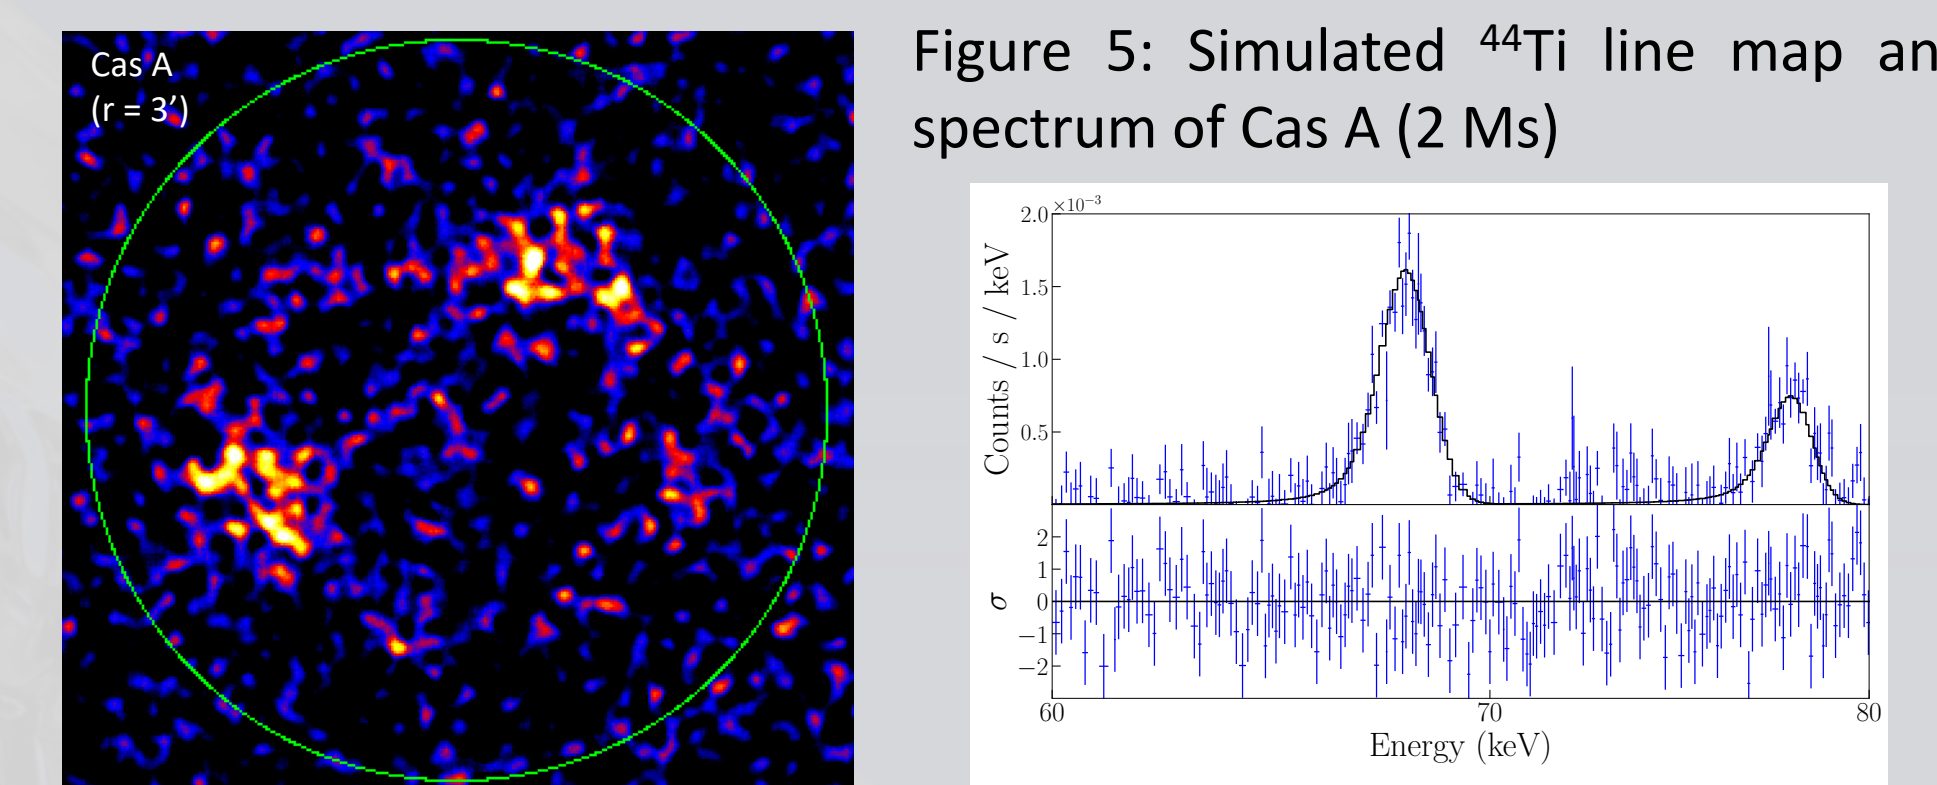 Cas A
(r = 3’)
Figure 5: Simulated ⁴⁴Ti line map an
spectrum of Cas A (2 Ms)
×10⁻³
2.0
1.5
1.0
0.5
Counts / s / keV
2
1
0
−1
−2
σ
60 70 80
Energy (keV)